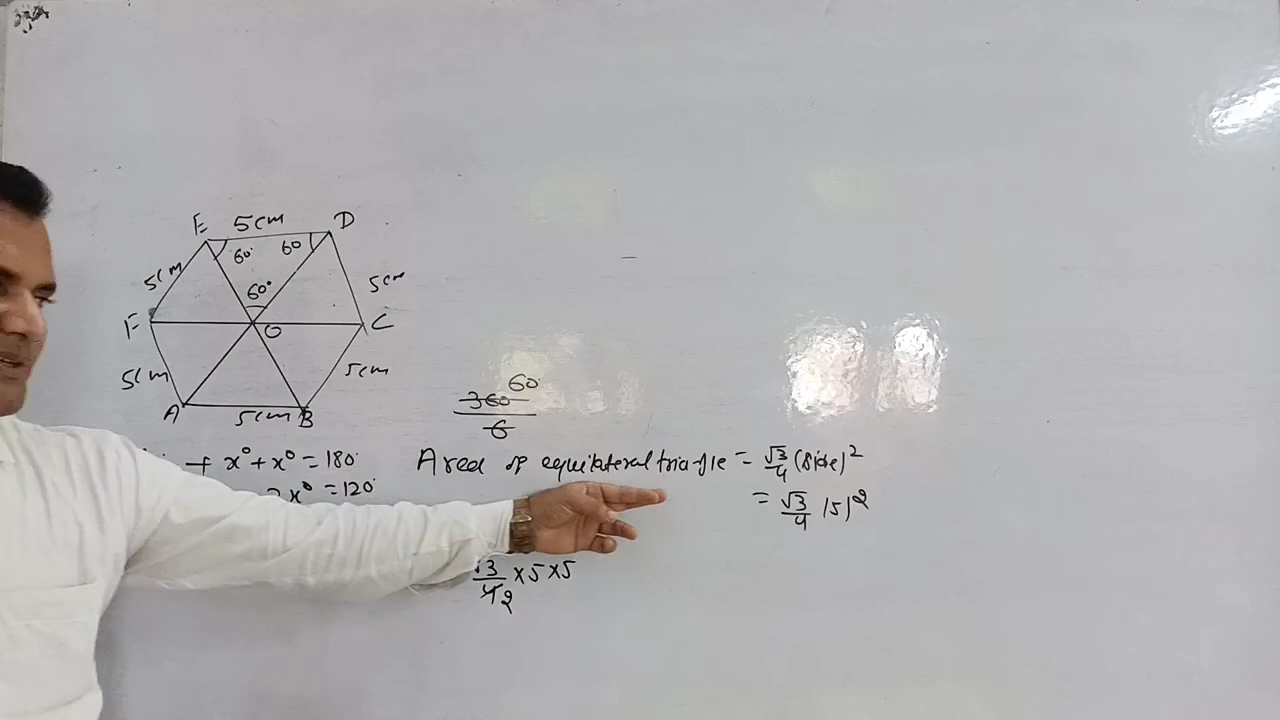 E 5cm D
60° 60
5cm 60° 5cm
F O C
5cm 5cm
A 5cm B
360 60°
6
+ x° + x° = 180°
2x° = 120°
Area of equilateral triangle = √3/4 (Side)²
= √3/4 (5)²
√3/4 2 × 5 × 5